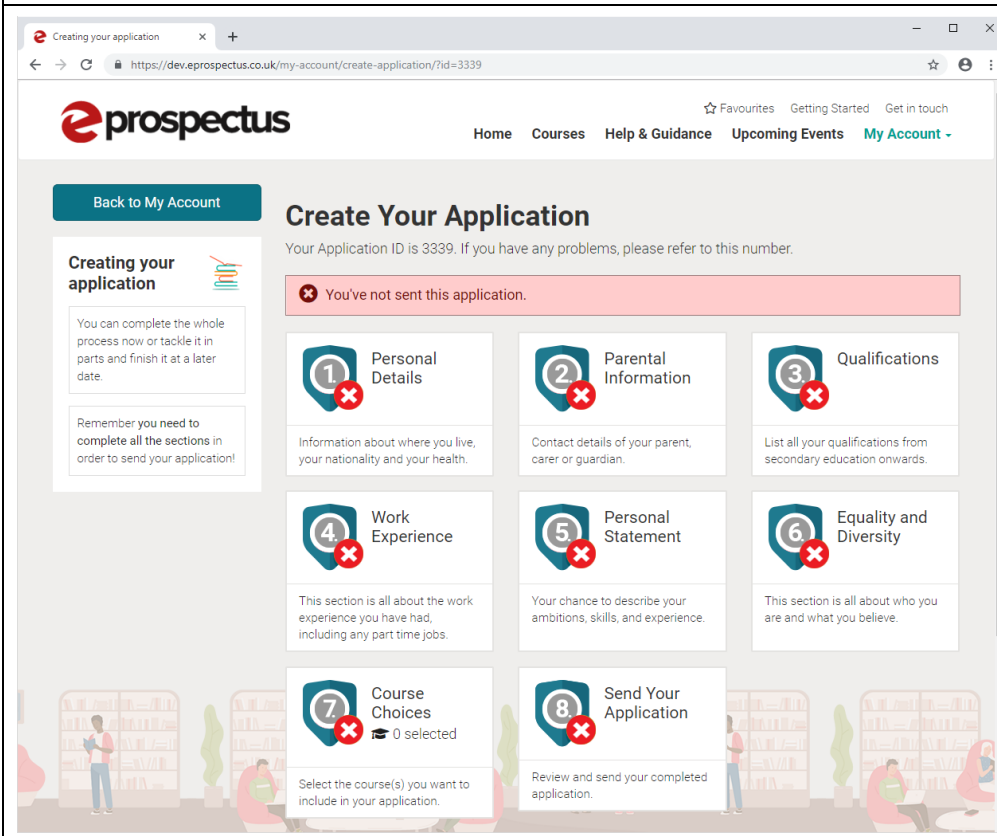 Creating your application
https://dev.eprospectus.co.uk/my-account/create-application/?id=3339
eprospectus
Favourites Getting Started Get in touch
Home Courses Help & Guidance Upcoming Events My Account
Back to My Account
Creating your
application
You can complete the whole
process now or tackle it in
parts and finish it at a later
date.
Remember you need to
complete all the sections in
order to send your application!
Create Your Application
Your Application ID is 3339. If you have any problems, please refer to this number.
You've not sent this application.
1.
Personal
Details
Information about where you live,
your nationality and your health.
2.
Parental
Information
Contact details of your parent,
carer or guardian.
3.
Qualifications
List all your qualifications from
secondary education onwards.
4.
Work
Experience
This section is all about the work
experience you have had,
including any part time jobs.
5.
Personal
Statement
Your chance to describe your
ambitions, skills, and experience.
6.
Equality and
Diversity
This section is all about who you
are and what you believe.
7.
Course
Choices
0 selected
Select the course(s) you want to
include in your application.
8.
Send Your
Application
Review and send your completed
application.